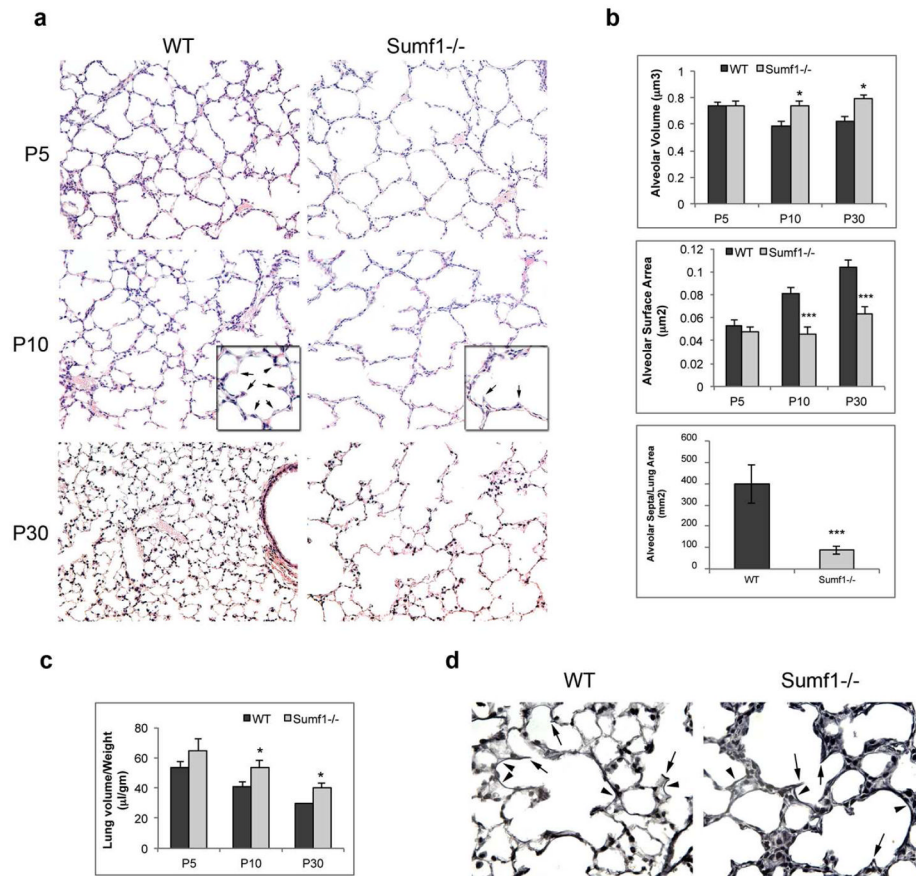 a
WT
Sumf1-/-
P5
P10
P30
b
WT
Sumf1-/-
Alveolar Volume (µm3)
1
0.8
0.6
0.4
0.2
0
*
*
P5
P10
P30
WT
Sumf1-/-
Alveolar Surface Arrea
(µm2)
0.12
0.1
0.08
0.06
0.04
0.02
0
***
***
P5
P10
P30
Alveolar Septa/Lung Area
(mm2)
600
500
400
300
200
100
0
***
WT
Sumf1-/-
c
WT
Sumf1-/-
Lung volume/Weight
(µl/gm)
80
60
40
20
0
*
*
P5
P10
P30
d
WT
Sumf1-/-